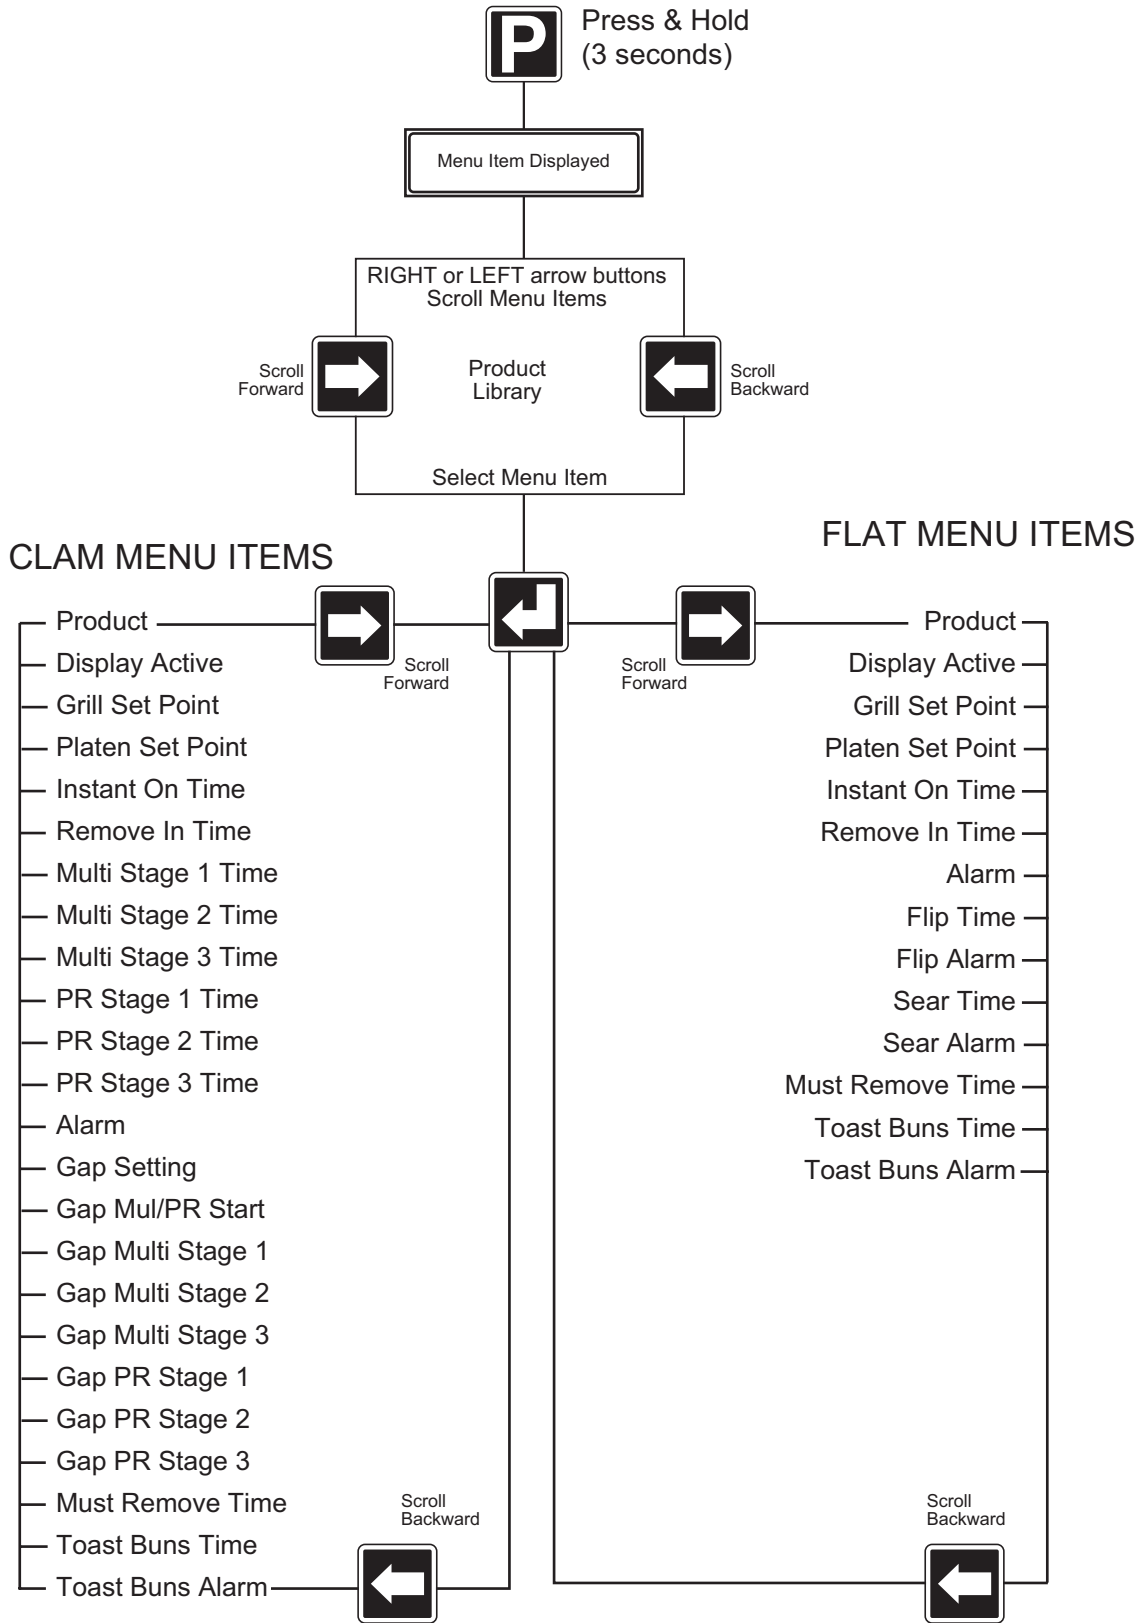 P
Press & Hold
(3 seconds)
Menu Item Displayed
RIGHT or LEFT arrow buttons
Scroll Menu Items
Scroll
Forward
Product
Library
Scroll
Backward
Select Menu Item
CLAM MENU ITEMS
Product
Display Active
Grill Set Point
Platen Set Point
Instant On Time
Remove In Time
Multi Stage 1 Time
Multi Stage 2 Time
Multi Stage 3 Time
PR Stage 1 Time
PR Stage 2 Time
PR Stage 3 Time
Alarm
Gap Setting
Gap Mul/PR Start
Gap Multi Stage 1
Gap Multi Stage 2
Gap Multi Stage 3
Gap PR Stage 1
Gap PR Stage 2
Gap PR Stage 3
Must Remove Time
Toast Buns Time
Toast Buns Alarm
Scroll
Forward
Scroll
Backward
FLAT MENU ITEMS
Scroll
Forward
Product
Display Active
Grill Set Point
Platen Set Point
Instant On Time
Remove In Time
Alarm
Flip Time
Flip Alarm
Sear Time
Sear Alarm
Must Remove Time
Toast Buns Time
Toast Buns Alarm
Scroll
Backward